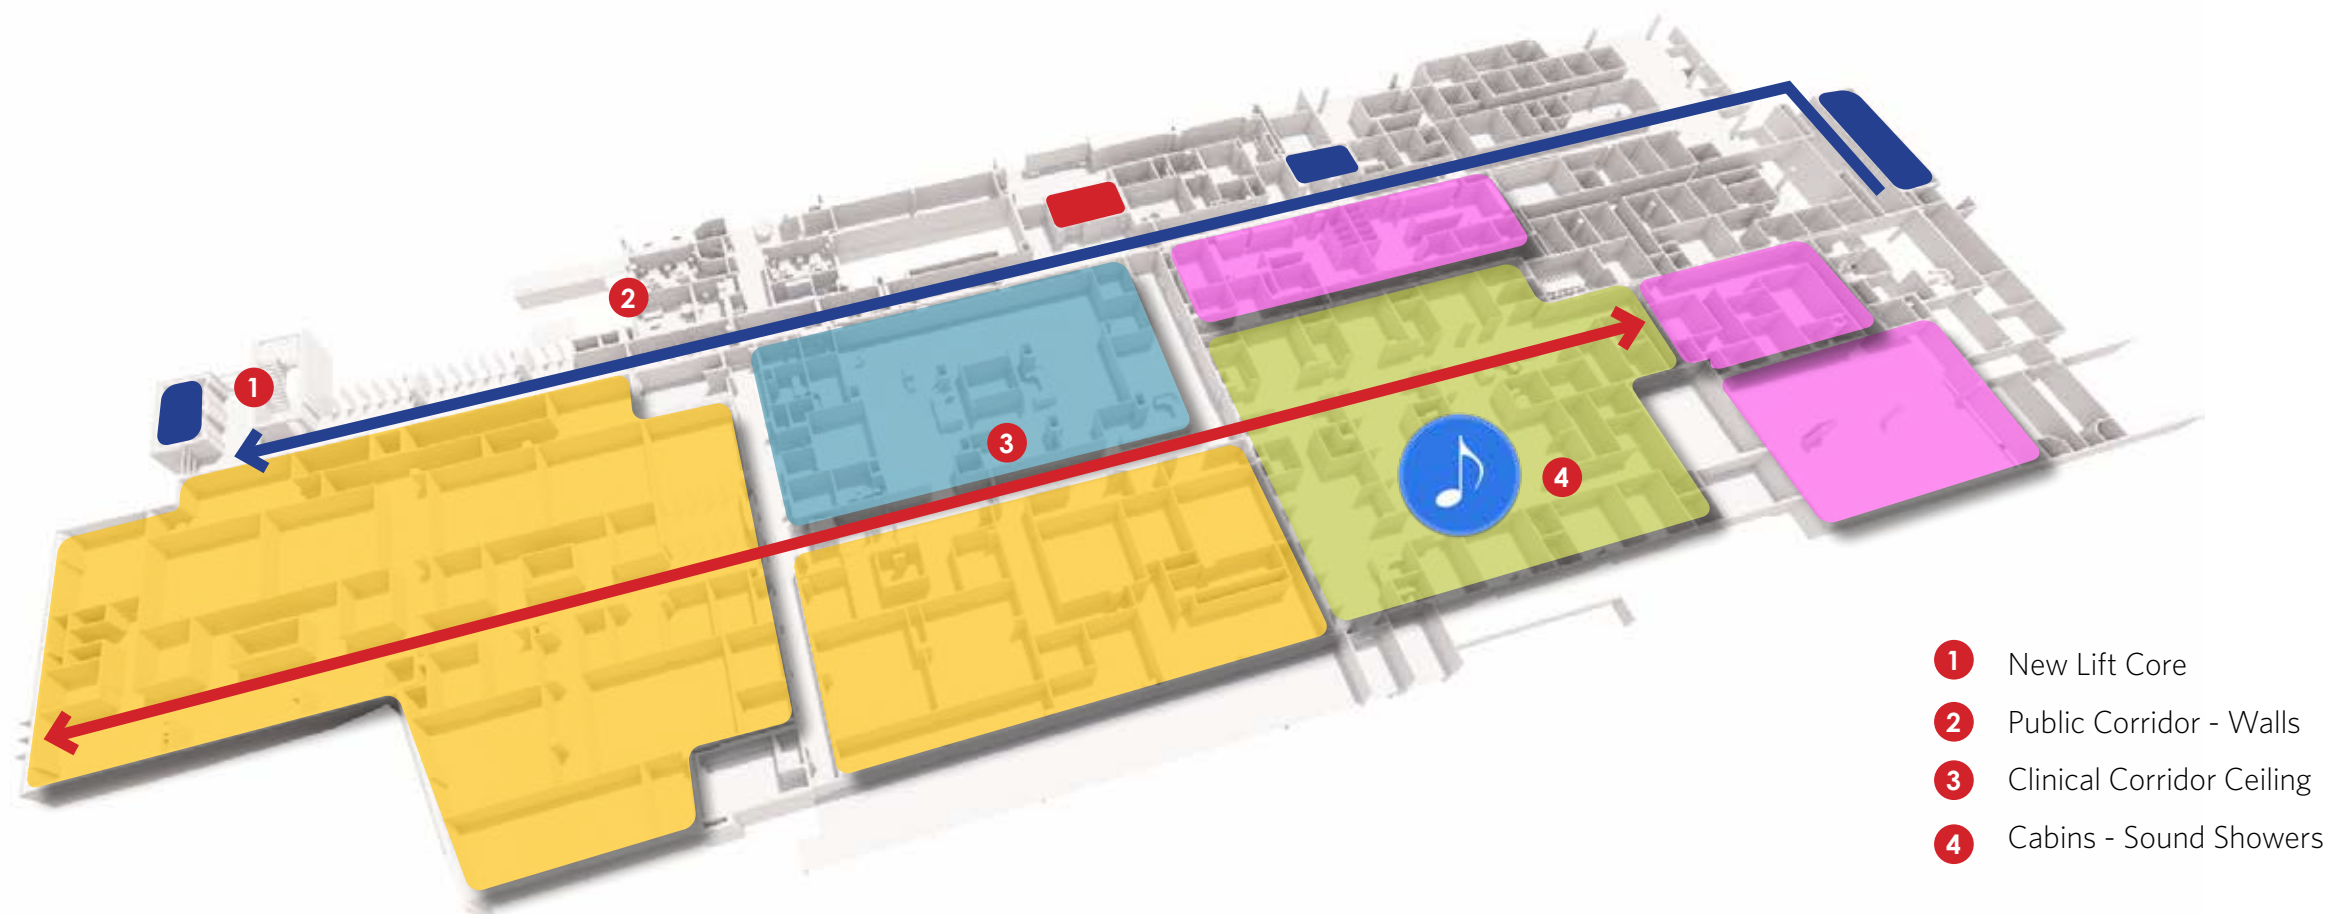 1
2
3
4
1 New Lift Core
2 Public Corridor - Walls
3 Clinical Corridor Ceiling
4 Cabins - Sound Showers